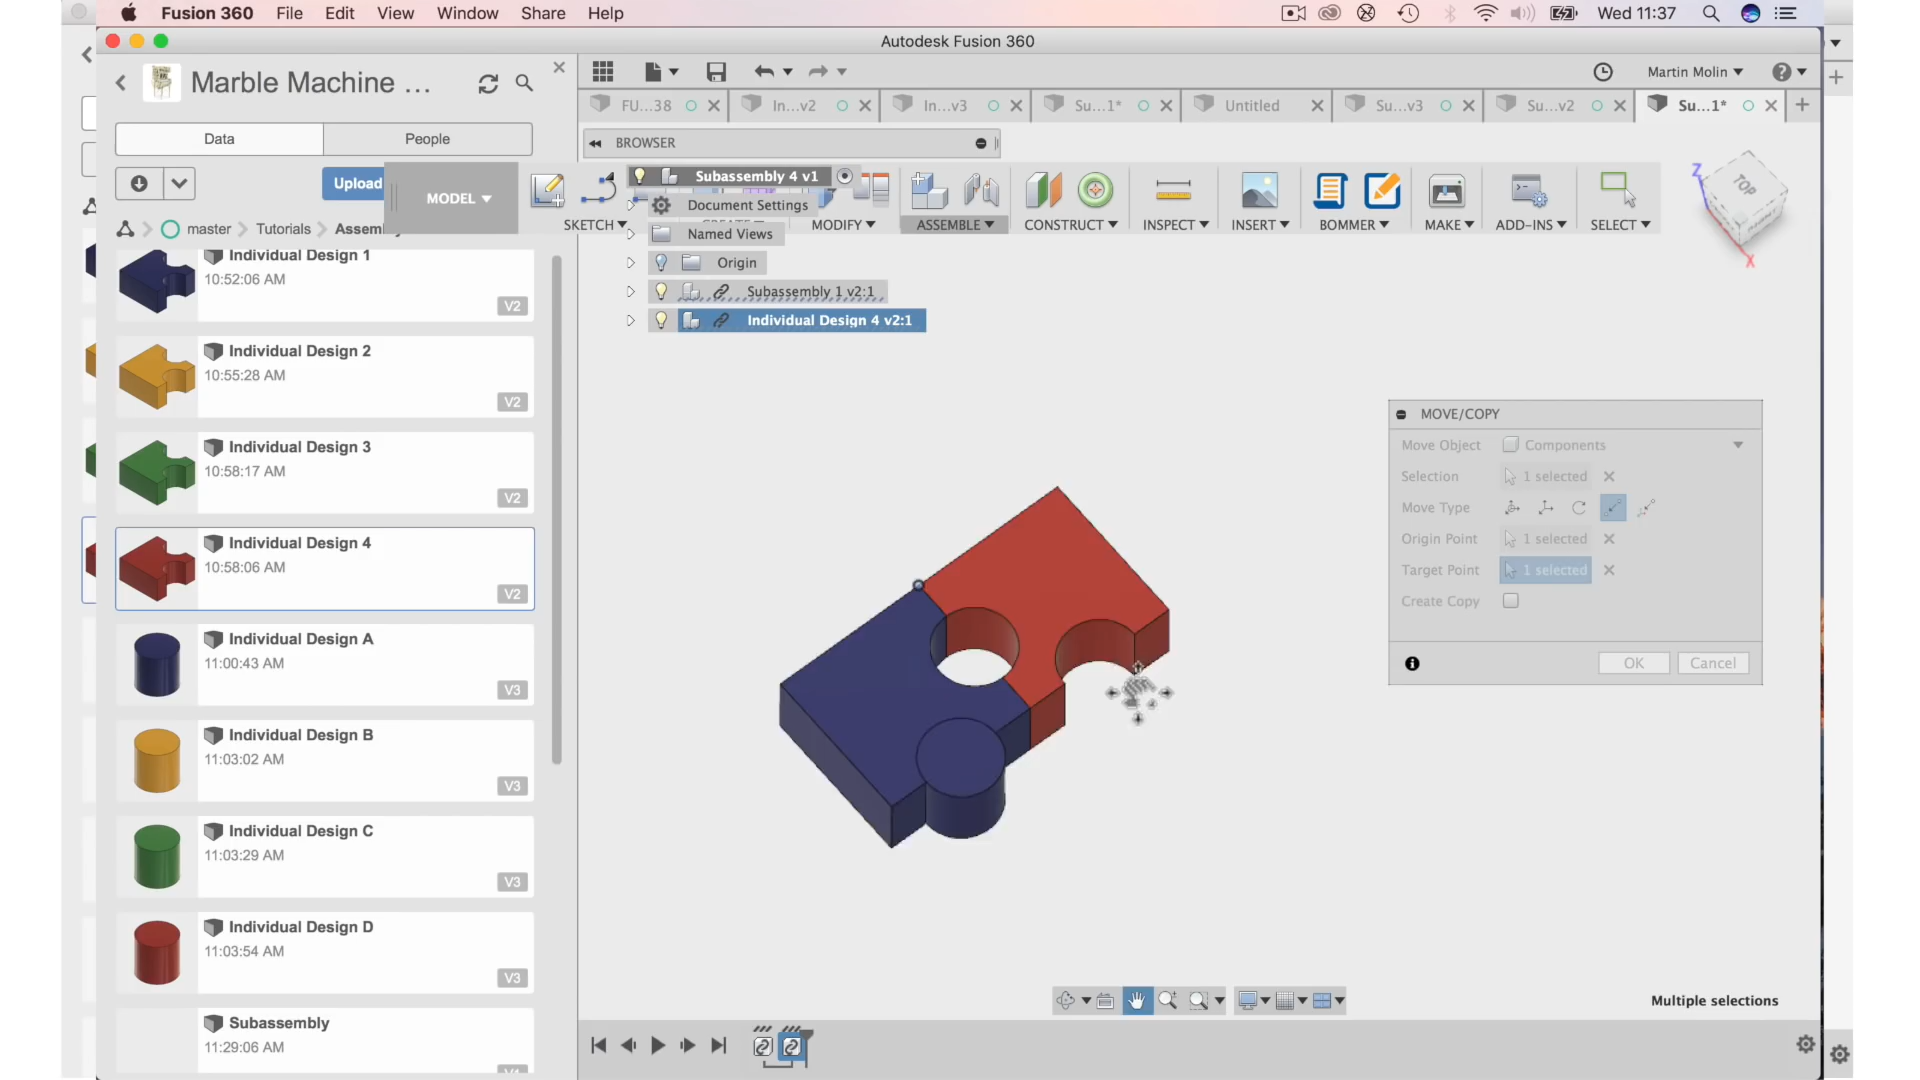 Fusion 360 File Edit View Window Share Help Wed 11:37
Autodesk Fusion 360
Marble Machine ...
Martin Molin
FU...38 In...v2 In...v3 Su...1* Untitled Su...v3 Su...v2 Su...1*
Data People
BROWSER
Upload
MODEL
SKETCH MODIFY ASSEMBLE CONSTRUCT INSPECT INSERT BOMMER MAKE ADD-INS SELECT
TOP
Z
X
Subassembly 4 v1
Document Settings
Named Views
Origin
Subassembly 1 v2:1
Individual Design 4 v2:1
master Tutorials
Individual Design 1
10:52:06 AM
V2
Individual Design 2
10:55:28 AM
V2
Individual Design 3
10:58:17 AM
V2
Individual Design 4
10:58:06 AM
V2
Individual Design A
11:00:43 AM
V3
Individual Design B
11:03:02 AM
V3
Individual Design C
11:03:29 AM
V3
Individual Design D
11:03:54 AM
V3
Subassembly
11:29:06 AM
MOVE/COPY
Move Object Components
Selection 1 selected
Move Type
Origin Point 1 selected
Target Point 1 selected
Create Copy
OK Cancel
Multiple selections